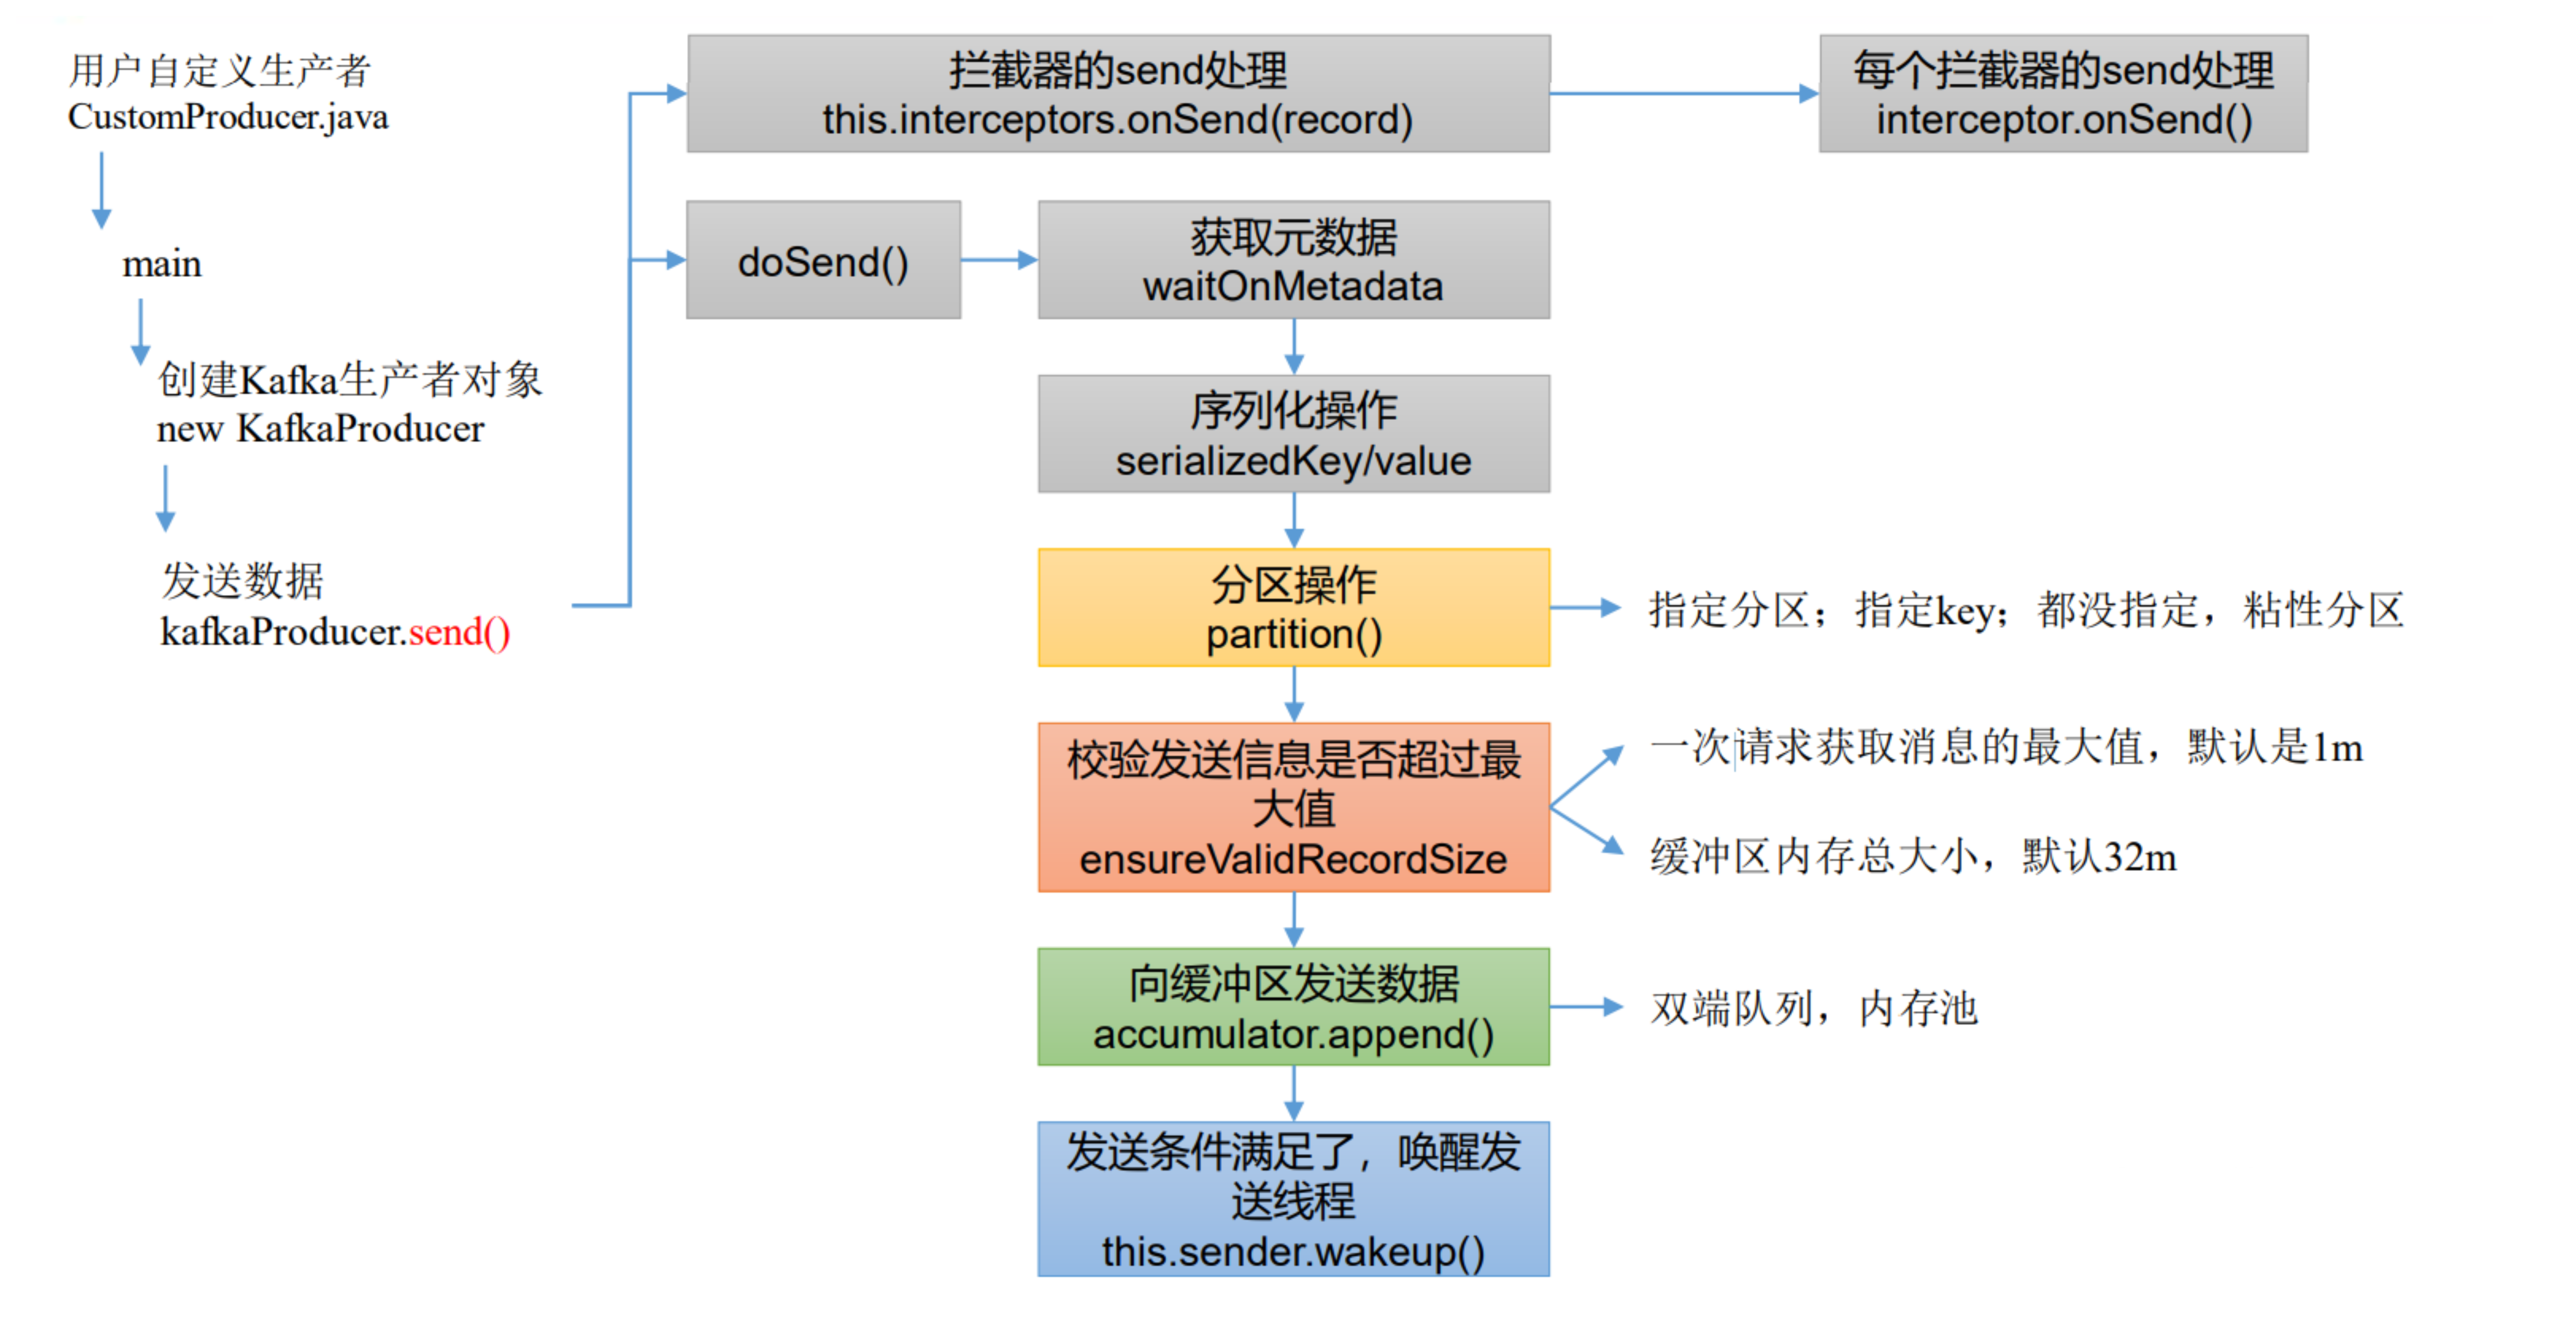 用户自定义生产者
CustomProducer.java
main
创建Kafka生产者对象
new KafkaProducer
发送数据
kafkaProducer.send()
拦截器的send处理
this.interceptors.onSend(record)
每个拦截器的send处理
interceptor.onSend()
doSend()
获取元数据
waitOnMetadata
序列化操作
serializedKey/value
分区操作
partition()
指定分区；指定key；都没指定，粘性分区
校验发送信息是否超过最
大值
ensureValidRecordSize
一次请求获取消息的最大值，默认是1m
缓冲区内存总大小，默认32m
向缓冲区发送数据
accumulator.append()
双端队列，内存池
发送条件满足了，唤醒发
送线程
this.sender.wakeup()